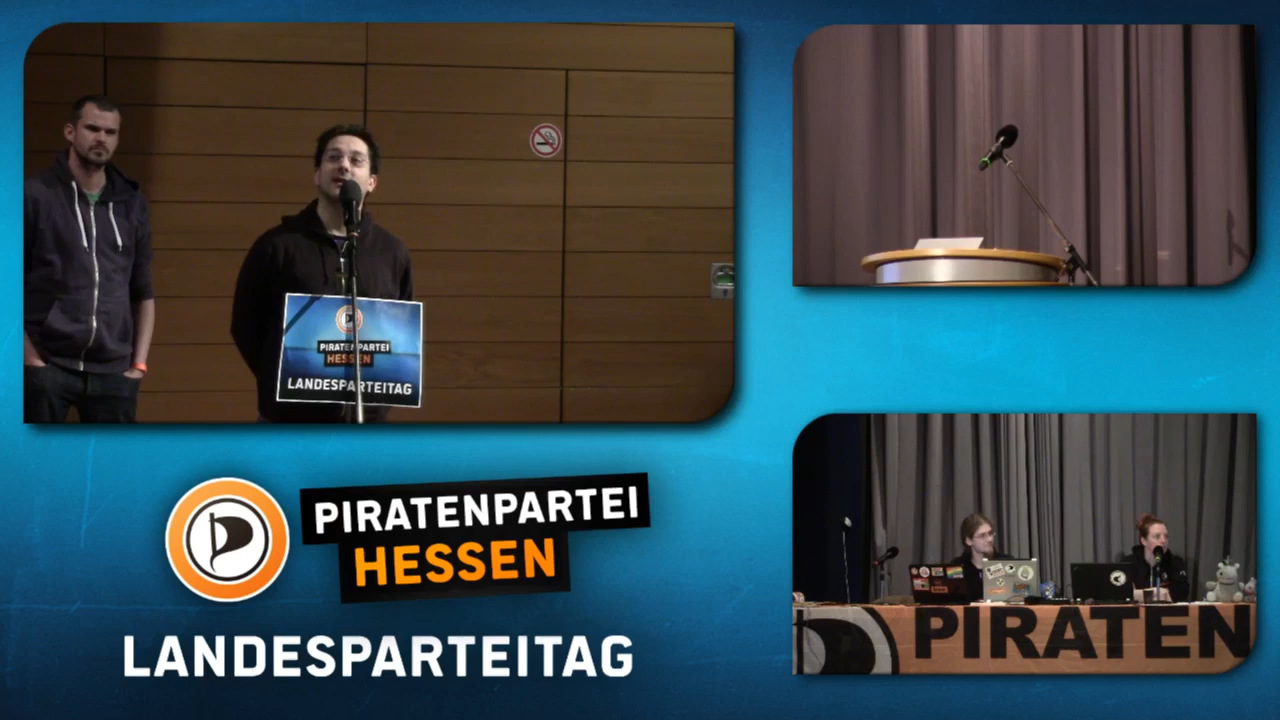 PIRATENPARTEI
HESSEN
LANDESPARTEITAG
PIRATENPARTEI
HESSEN
LANDESPARTEITAG
PIRATEN